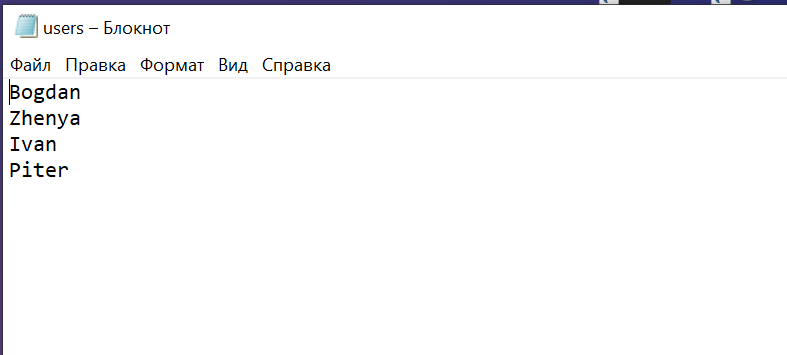 users – Блокнот
Файл Правка Формат Вид Справка
Bogdan
Zhenya
Ivan
Piter